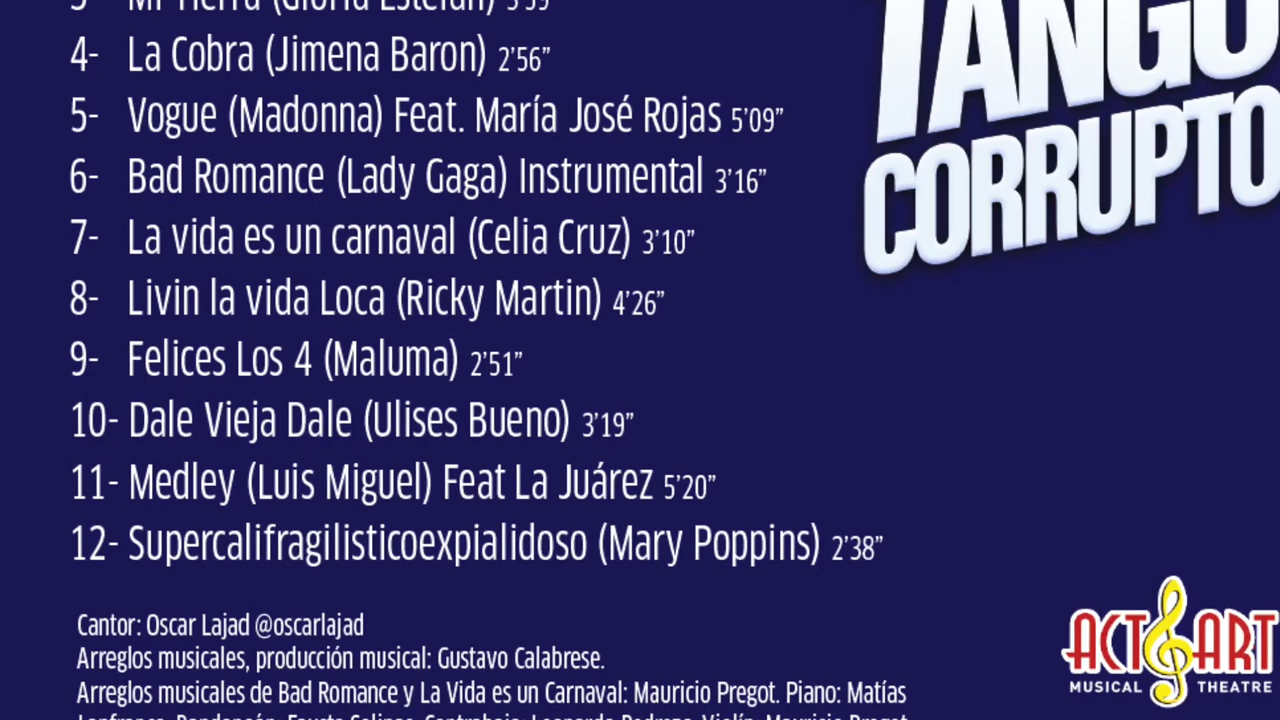 3- Mi Tierra (Gloria Estefan)
4- La Cobra (Jimena Baron) 2’56”
5- Vogue (Madonna) Feat. María José Rojas 5’09”
6- Bad Romance (Lady Gaga) Instrumental 3’16”
7- La vida es un carnaval (Celia Cruz) 3’10”
8- Livin la vida Loca (Ricky Martin) 4’26”
9- Felices Los 4 (Maluma) 2’51”
10- Dale Vieja Dale (Ulises Bueno) 3’19”
11- Medley (Luis Miguel) Feat La Juárez 5’20”
12- Supercalifragilisticoexpialidoso (Mary Poppins) 2’38”
TANGO
CORRUPTO
Cantor: Oscar Lajad @oscarlajad
Arreglos musicales, producción musical: Gustavo Calabrese.
Arreglos musicales de Bad Romance y La Vida es un Carnaval: Mauricio Pregot. Piano: Matías
ACT ART
MUSICAL THEATRE